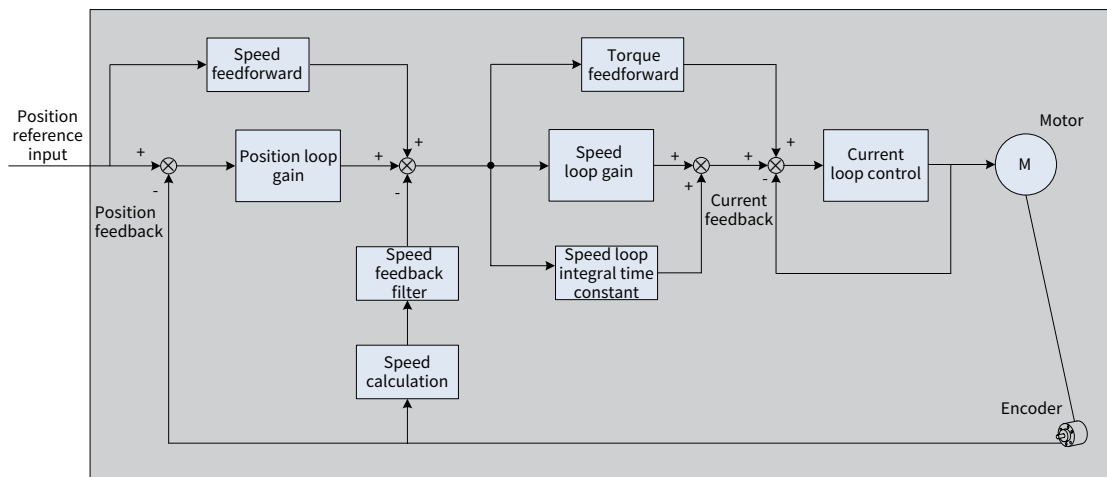 Position
reference
input
Speed
feedforward
+
-
Position loop
gain
+
+
-
Position
feedback
Speed
feedback
filter
Speed
calculation
Torque
feedforward
Speed
loop gain
Speed loop
integral time
constant
+
+
+
+
-
Current
feedback
Current
loop control
Motor
M
Encoder